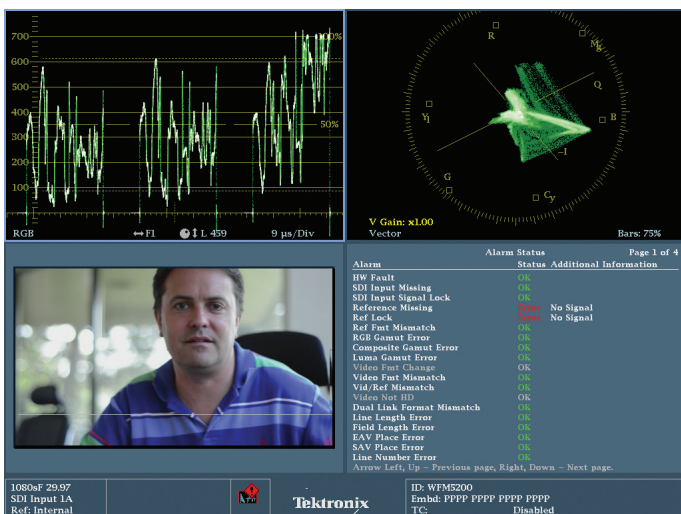 700
600
500
400
300
200
100
100%
50%
RGB
F1
L 459
9 µs/Div
R
Mg
Q
B
Yl
-I
G
Cy
V Gain: x1.00
Vector
Bars: 75%
Alarm Status Page 1 of 4
Alarm Status Additional Information
HW Fault OK
SDI Input Missing OK
SDI Input Signal Lock OK
Reference Missing Error No Signal
Ref Lock Error No Signal
Ref Fmt Mismatch OK
RGB Gamut Error OK
Composite Gamut Error OK
Luma Gamut Error OK
Video Fmt Change OK
Video Fmt Mismatch OK
Vid/Ref Mismatch OK
Video Not HD OK
Dual Link Format Mismatch OK
Line Length Error OK
Field Length Error OK
EAV Place Error OK
SAV Place Error OK
Line Number Error OK
Arrow Left, Up - Previous page, Right, Down - Next page.
1080sF 29.97
SDI Input 1A
Ref: Internal
Tektronix
ID: WFM5200
Embd: PPPP PPPP PPPP PPPP
TC: Disabled